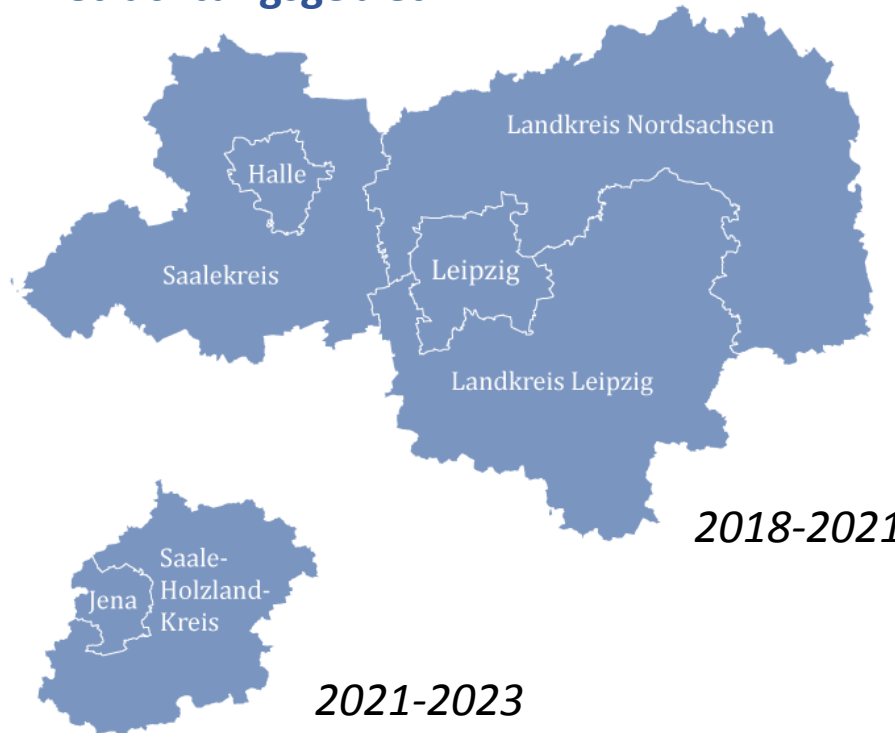 Landkreis Nordsachsen
Halle
Saalekreis
Leipzig
Landkreis Leipzig
2018-2021
Saale-
Holzland-
Kreis
Jena
2021-2023